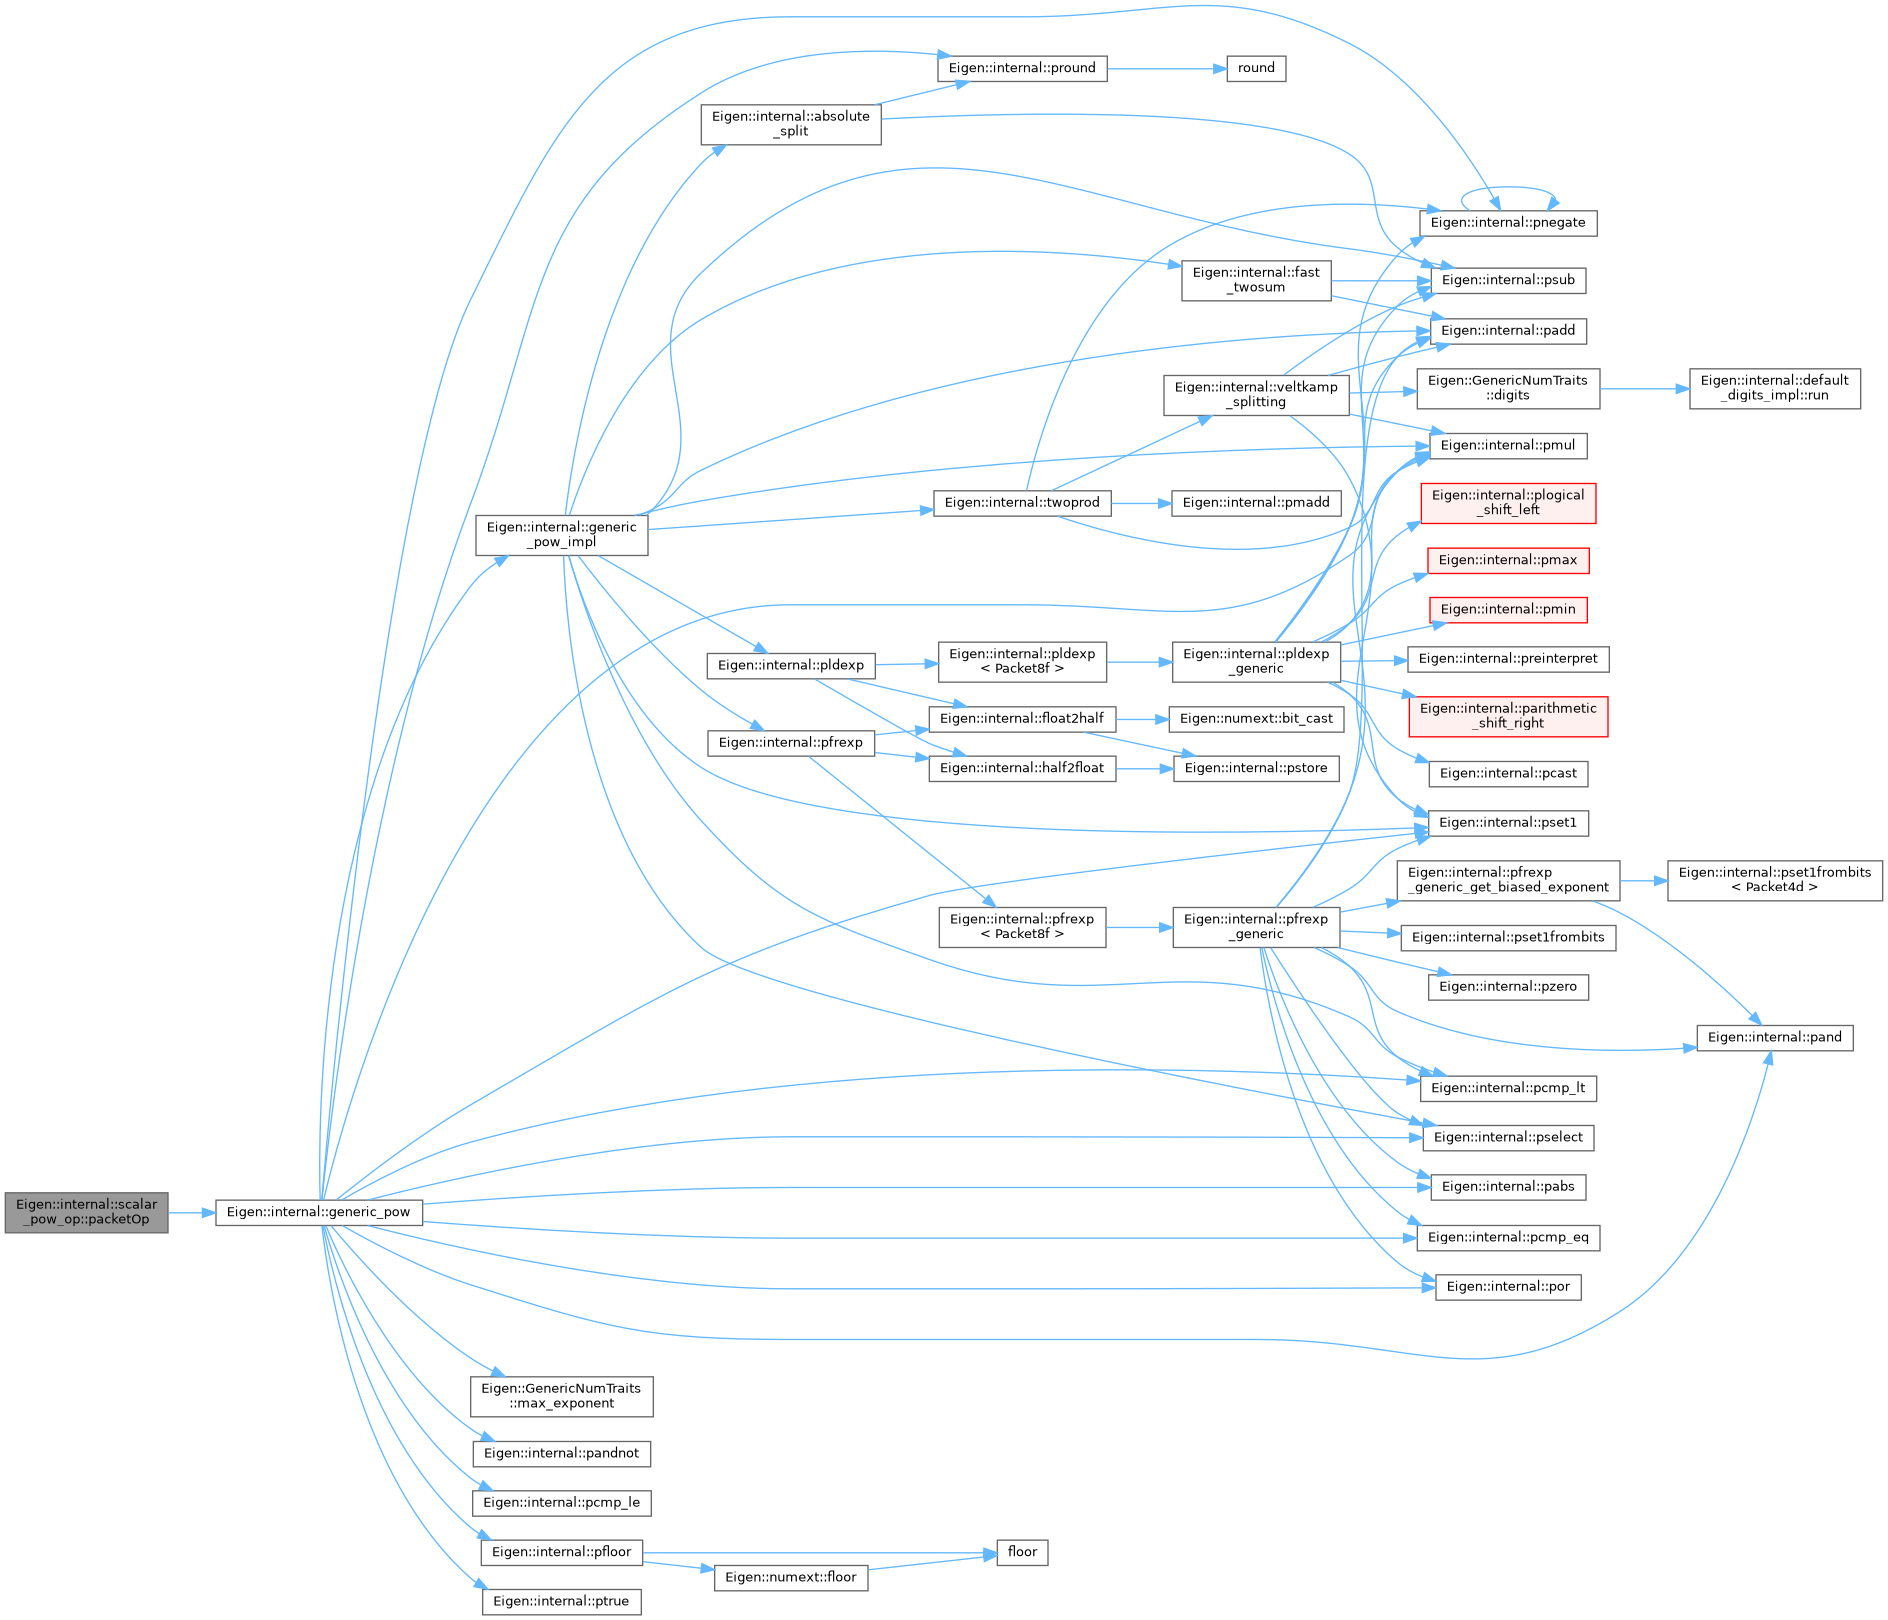 Eigen::internal::scalar
_pow_op::packetOp
Eigen::internal::generic_pow
Eigen::internal::generic
_pow_impl
Eigen::GenericNumTraits
::max_exponent
Eigen::internal::pandnot
Eigen::internal::pcmp_le
Eigen::internal::pfloor
Eigen::internal::ptrue
Eigen::internal::absolute
_split
Eigen::internal::pldexp
Eigen::internal::pfrexp
Eigen::numext::floor
Eigen::internal::pround
Eigen::internal::twoprod
Eigen::internal::pldexp
< Packet8f >
Eigen::internal::float2half
Eigen::internal::half2float
Eigen::internal::pfrexp
< Packet8f >
floor
round
Eigen::internal::fast
_twosum
Eigen::internal::veltkamp
_splitting
Eigen::internal::pmadd
Eigen::internal::pldexp
_generic
Eigen::numext::bit_cast
Eigen::internal::pstore
Eigen::internal::pfrexp
_generic
Eigen::internal::pnegate
Eigen::internal::psub
Eigen::internal::padd
Eigen::GenericNumTraits
::digits
Eigen::internal::pmul
Eigen::internal::plogical
_shift_left
Eigen::internal::pmax
Eigen::internal::pmin
Eigen::internal::preinterpret
Eigen::internal::parithmetic
_shift_right
Eigen::internal::pcast
Eigen::internal::pset1
Eigen::internal::pfrexp
_generic_get_biased_exponent
Eigen::internal::pset1frombits
Eigen::internal::pzero
Eigen::internal::pcmp_lt
Eigen::internal::pselect
Eigen::internal::pabs
Eigen::internal::pcmp_eq
Eigen::internal::por
Eigen::internal::default
_digits_impl::run
Eigen::internal::pset1frombits
< Packet4d >
Eigen::internal::pand